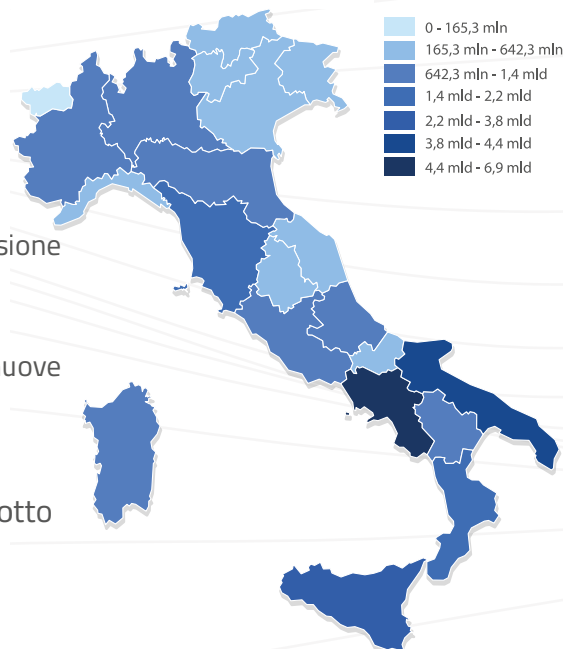 0 - 165,3 mln
165,3 mln - 642,3 mln
642,3 mln - 1,4 mld
1,4 mld - 2,2 mld
2,2 mld - 3,8 mld
3,8 mld - 4,4 mld
4,4 mld - 6,9 mld
sione
nuove
otto